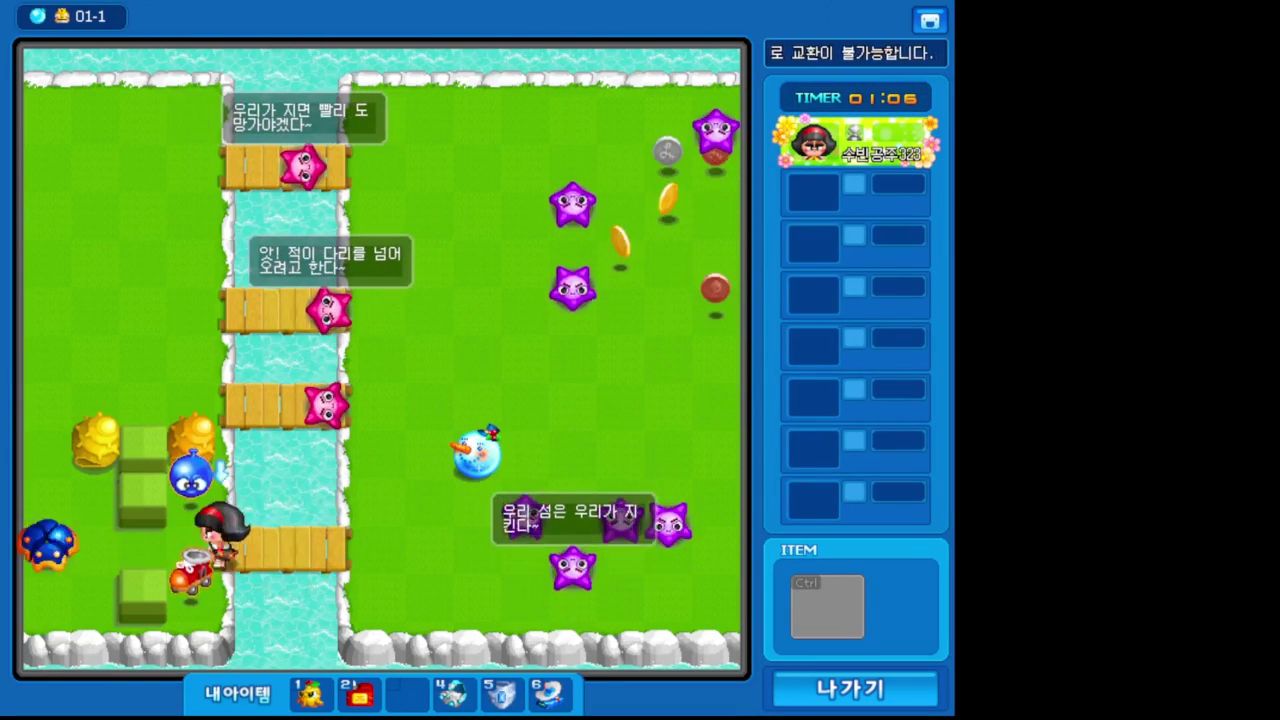 01-1
로 교환이 불가능합니다.
TIMER 01:06
수빈공주023
우리가 지면 빨리 도
망가야겠다~
앗! 적이 다리를 넘어
오려고 한다~
우리 섬은 우리가 지
킨다~
ITEM
Ctrl
내 아이템
1
2
4
5
6
나가기